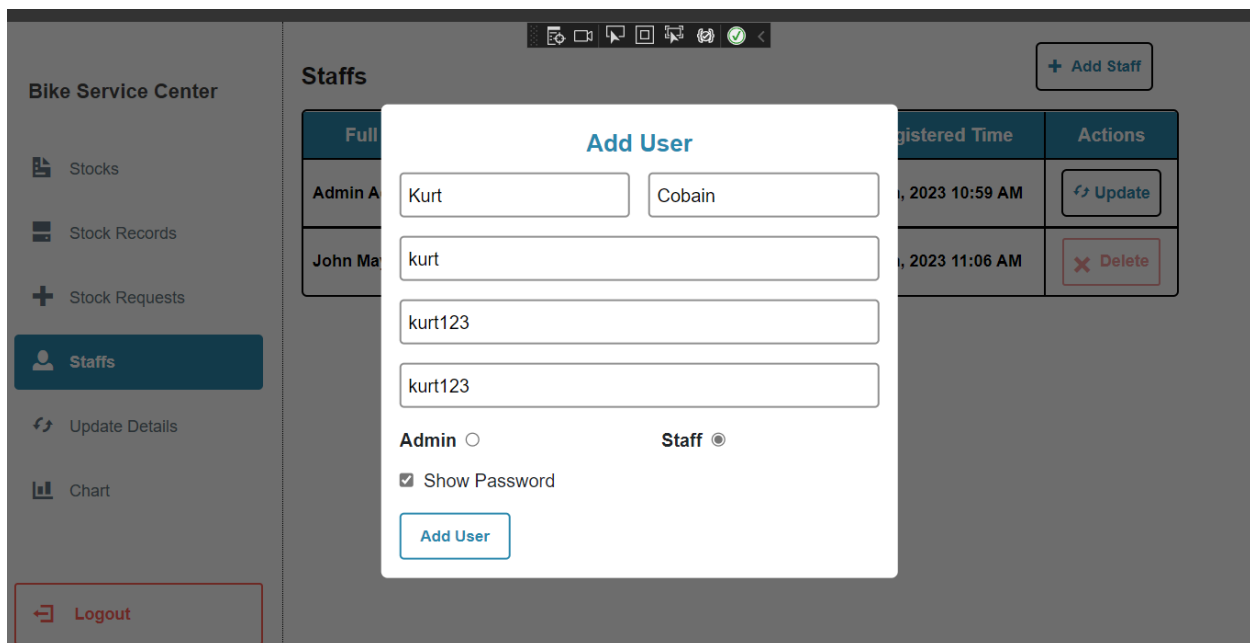 Bike Service Center
Stocks
Stock Records
Stock Requests
Staffs
Update Details
Chart
Logout
Staffs
Add Staff
Full
Registered Time
Actions
Admin
, 2023 10:59 AM
Update
John
, 2023 11:06 AM
Delete
Add User
Kurt
Cobain
kurt
kurt123
kurt123
Admin
Staff
Show Password
Add User